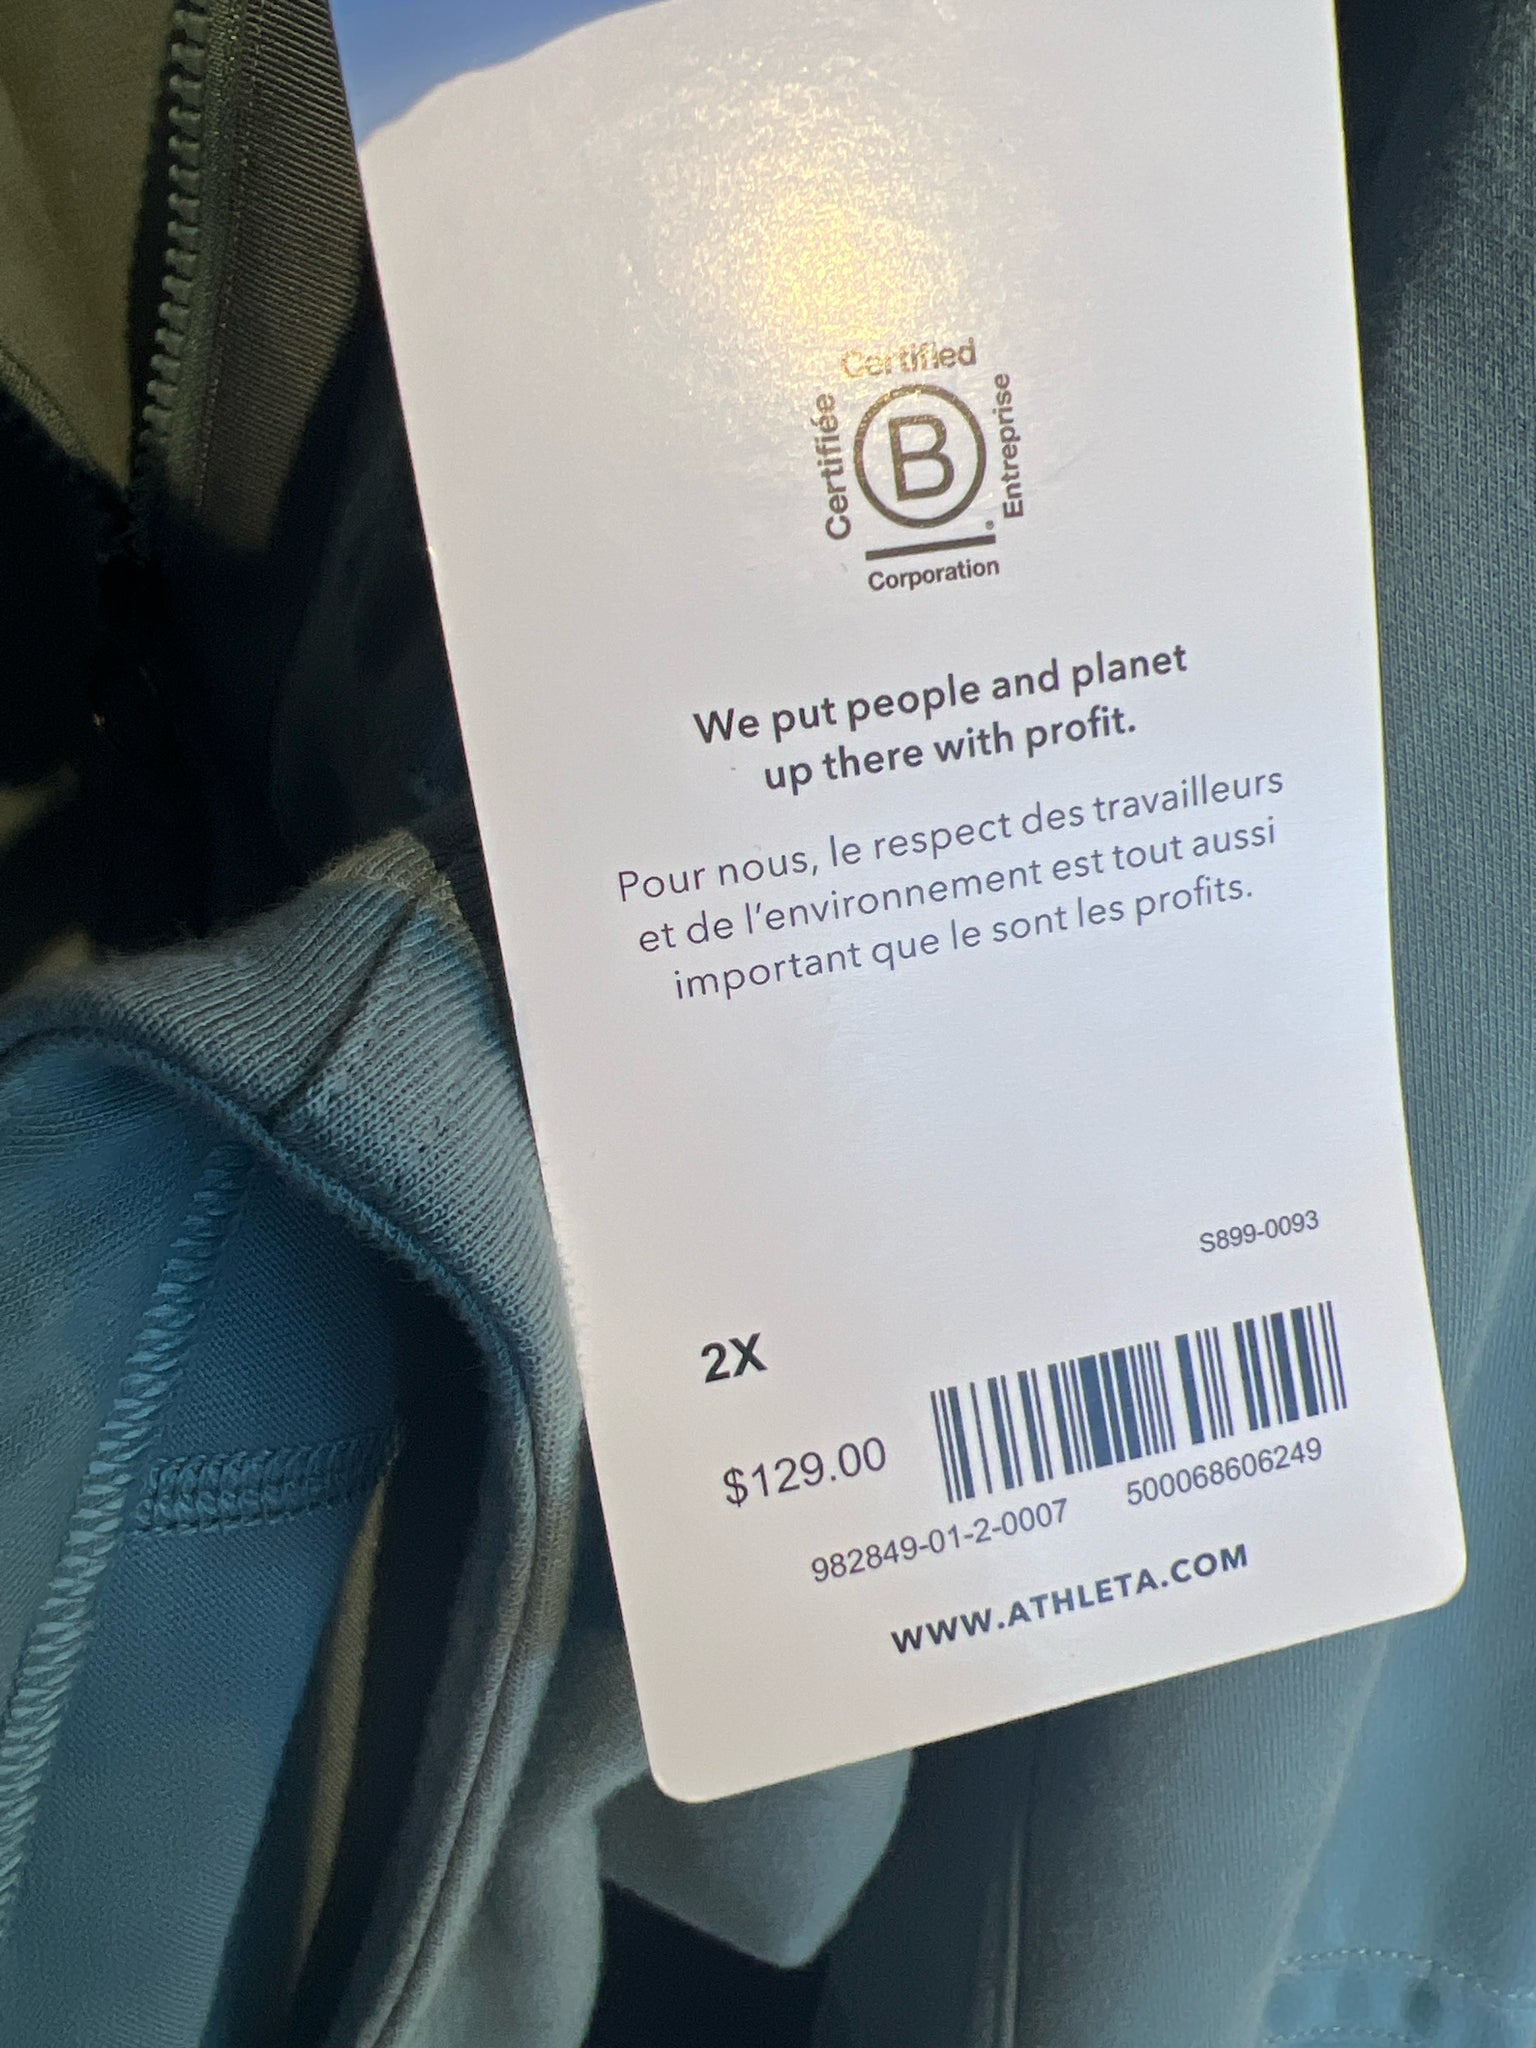 Certified
Certifiée
B
Entreprise
®
Corporation
We put people and planet
up there with profit.
Pour nous, le respect des travailleurs
et de l'environnement est tout aussi
important que le sont les profits.
S899-0093
2X
$129.00
982849-01-2-0007 500068606249
WWW.ATHLETA.COM